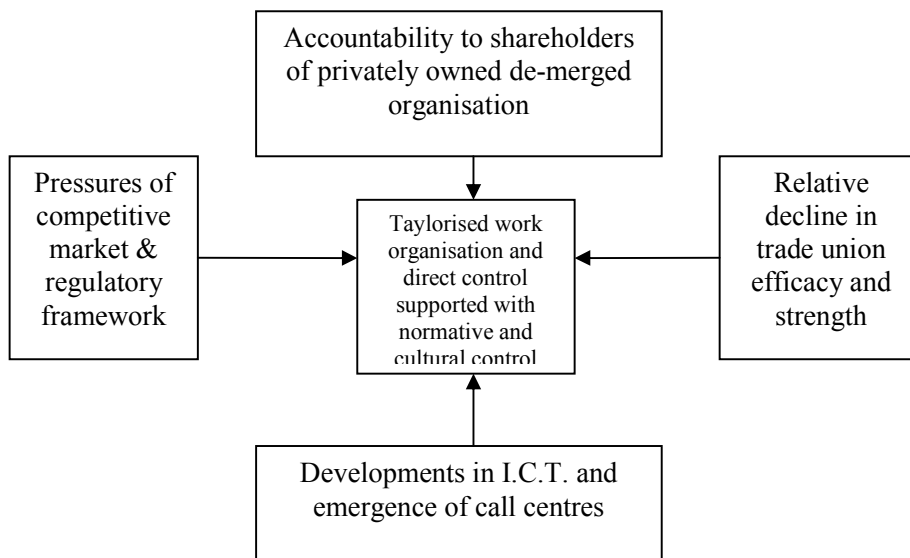 Accountability to shareholders
of privately owned de-merged
organisation
Pressures of
competitive
market &
regulatory
framework
Taylorised work
organisation and
direct control
supported with
normative and
cultural control
Relative
decline in
trade union
efficacy and
strength
Developments in I.C.T. and
emergence of call centres